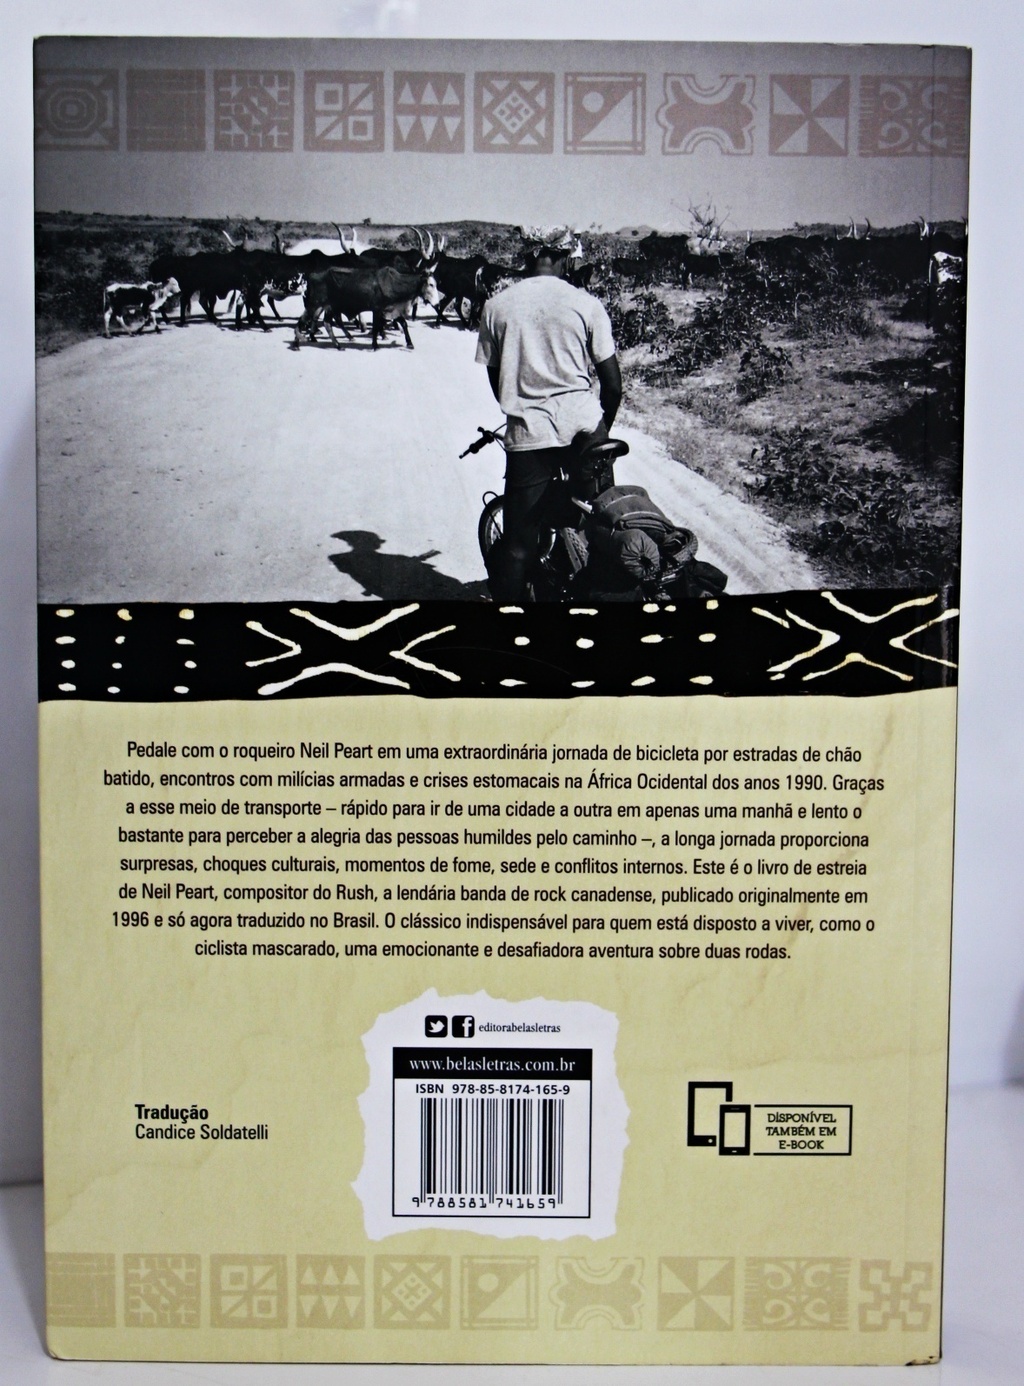 Pedale com o roqueiro Neil Peart em uma extraordinária jornada de bicicleta por estradas de chão
batido, encontros com milícias armadas e crises estomacais na África Ocidental dos anos 1990. Graças
a esse meio de transporte – rápido para ir de uma cidade a outra em apenas uma manhã e lento o
bastante para perceber a alegria das pessoas humildes pelo caminho –, a longa jornada proporciona
surpresas, choques culturais, momentos de fome, sede e conflitos internos. Este é o livro de estreia
de Neil Peart, compositor do Rush, a lendária banda de rock canadense, publicado originalmente em
1996 e só agora traduzido no Brasil. O clássico indispensável para quem está disposto a viver, como o
ciclista mascarado, uma emocionante e desafiadora aventura sobre duas rodas.
editorabelasletras
www.belasletras.com.br
ISBN 978-85-8174-165-9
9 788581 741659
Tradução
Candice Soldatelli
DISPONÍVEL
TAMBÉM EM
E-BOOK